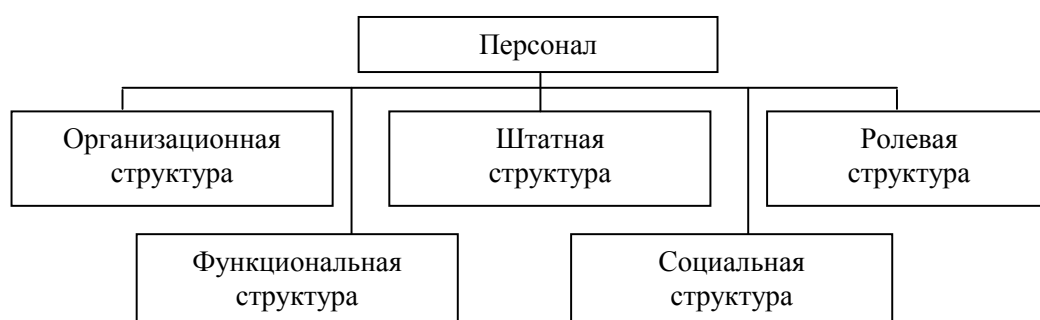 Персонал
Организационная
структура
Штатная
структура
Ролевая
структура
Функциональная
структура
Социальная
структура